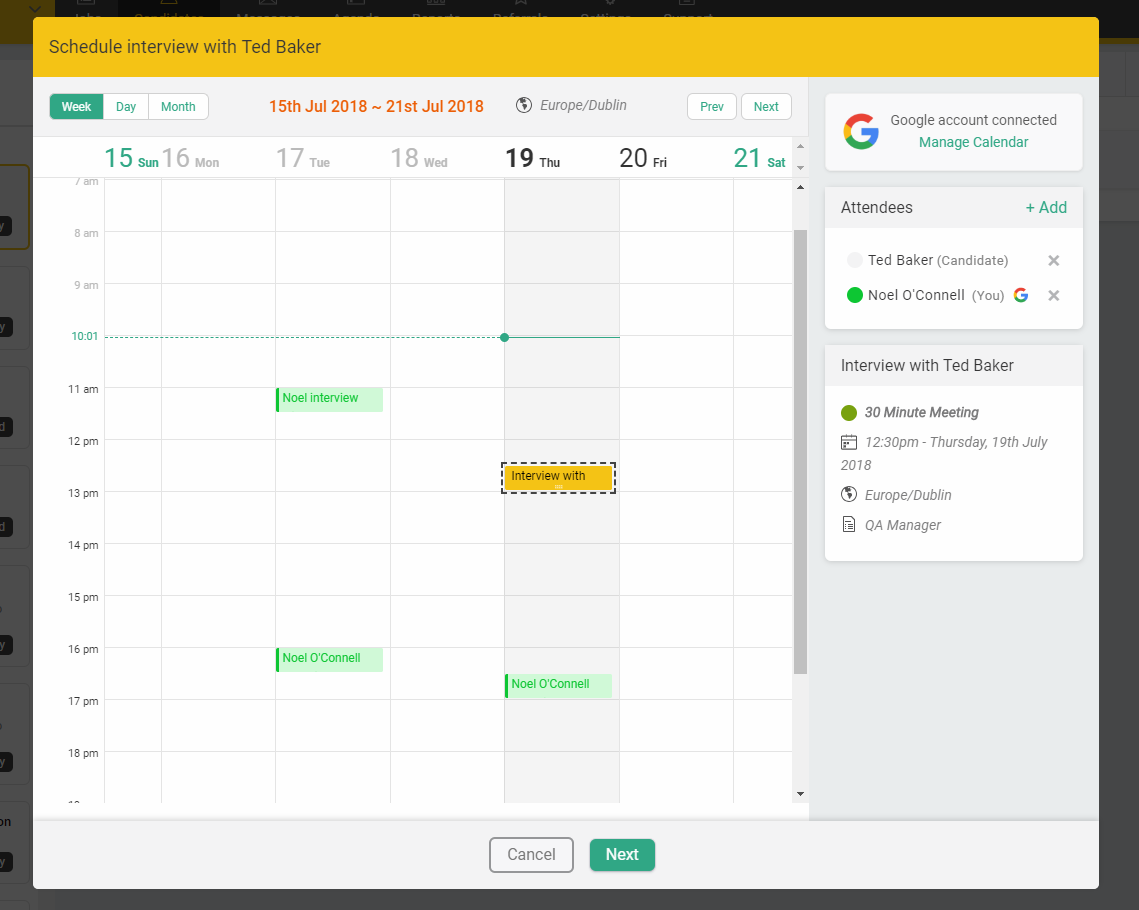 Candidates
Schedule interview with Ted Baker
Week Day Month
15th Jul 2018 ~ 21st Jul 2018
Europe/Dublin
Prev Next
15 Sun 16 Mon 17 Tue 18 Wed 19 Thu 20 Fri 21 Sat
7 am
8 am
9 am
10:01
11 am
Noel interview
12 pm
Interview with
13 pm
14 pm
15 pm
16 pm
Noel O'Connell
Noel O'Connell
17 pm
18 pm
Google account connected
Manage Calendar
Attendees + Add
Ted Baker (Candidate)
Noel O'Connell (You)
Interview with Ted Baker
30 Minute Meeting
12:30pm - Thursday, 19th July
2018
Europe/Dublin
QA Manager
Cancel Next